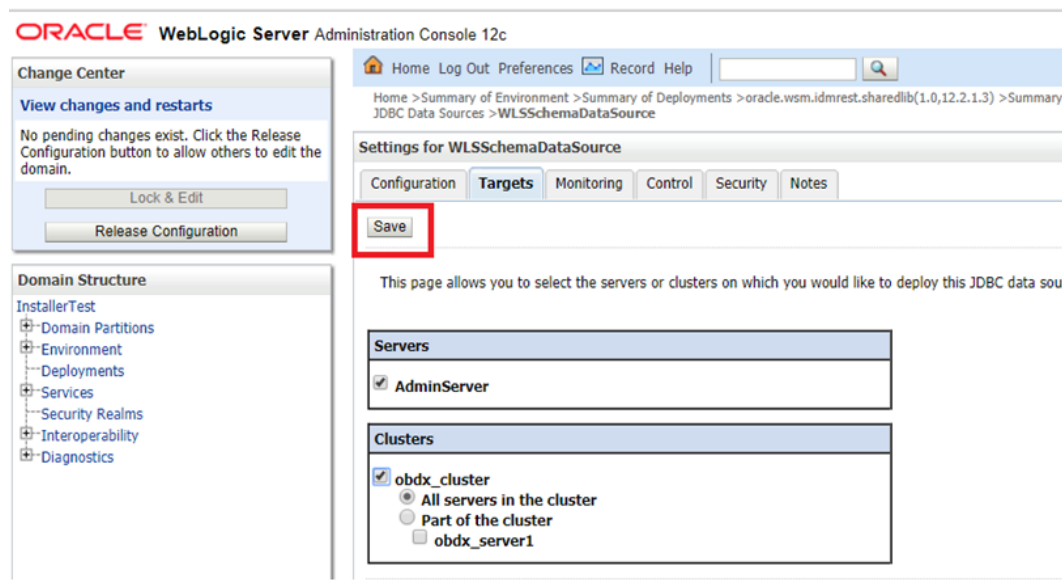 ORACLE WebLogic Server Administration Console 12c
Change Center
View changes and restarts
No pending changes exist. Click the Release
Configuration button to allow others to edit the
domain.
Lock & Edit
Release Configuration
Domain Structure
InstallerTest
Domain Partitions
Environment
Deployments
Services
Security Realms
Interoperability
Diagnostics
Home Log Out Preferences Record Help
Home >Summary of Environment >Summary of Deployments >oracle.wsm.idmrest.sharedlib(1.0,12.2.1.3) >Summary
JDBC Data Sources >WLSSchemaDataSource
Settings for WLSSchemaDataSource
Configuration Targets Monitoring Control Security Notes
Save
This page allows you to select the servers or clusters on which you would like to deploy this JDBC data sou
Servers
AdminServer
Clusters
obdx_cluster
All servers in the cluster
Part of the cluster
obdx_server1